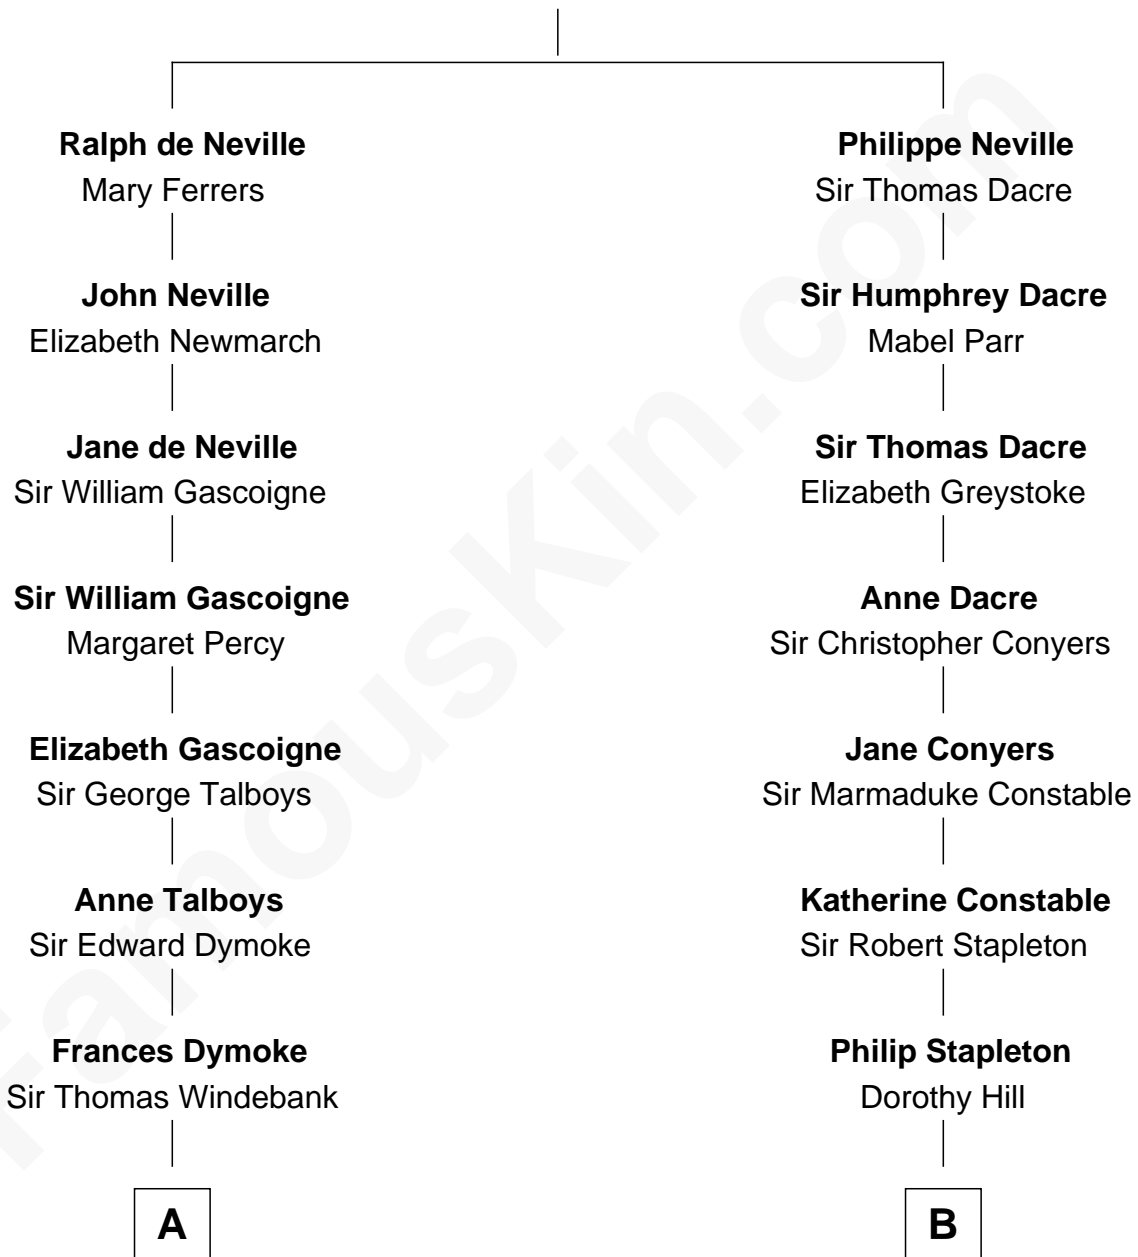 Ralph de Neville
Mary Ferrers
John Neville
Elizabeth Newmarch
Jane de Neville
Sir William Gascoigne
Sir William Gascoigne
Margaret Percy
Elizabeth Gascoigne
Sir George Talboys
Anne Talboys
Sir Edward Dymoke
Frances Dymoke
Sir Thomas Windebank
A
Philippe Neville
Sir Thomas Dacre
Sir Humphrey Dacre
Mabel Parr
Sir Thomas Dacre
Elizabeth Greystoke
Anne Dacre
Sir Christopher Conyers
Jane Conyers
Sir Marmaduke Constable
Katherine Constable
Sir Robert Stapleton
Philip Stapleton
Dorothy Hill
B
FamousKin.com